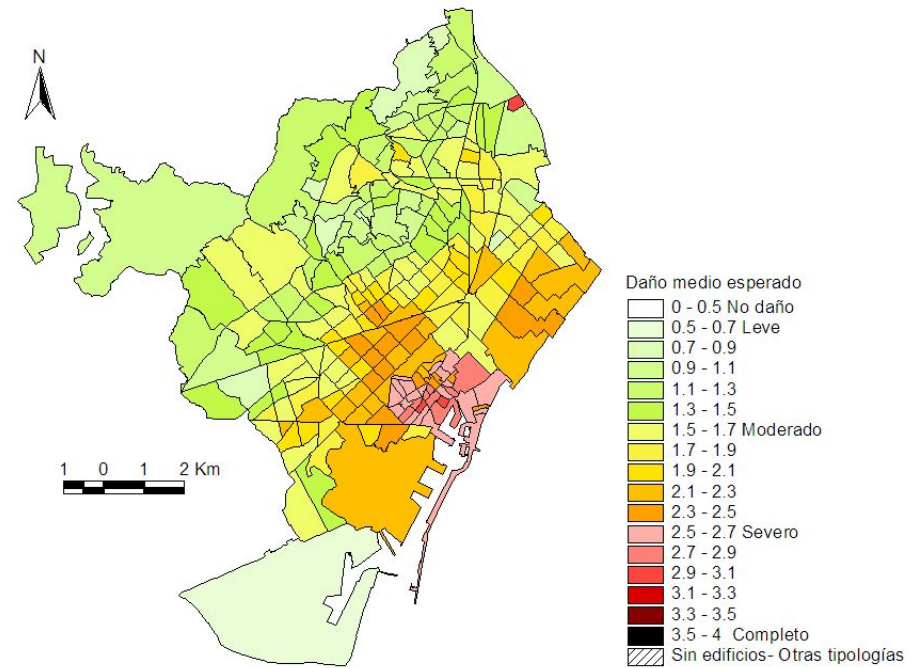 N
1 0 1 2 Km
Daño medio esperado
0 - 0.5 No daño
0.5 - 0.7 Leve
0.7 - 0.9
0.9 - 1.1
1.1 - 1.3
1.3 - 1.5
1.5 - 1.7 Moderado
1.7 - 1.9
1.9 - 2.1
2.1 - 2.3
2.3 - 2.5
2.5 - 2.7 Severo
2.7 - 2.9
2.9 - 3.1
3.1 - 3.3
3.3 - 3.5
3.5 - 4 Completo
Sin edificios- Otras tipologías